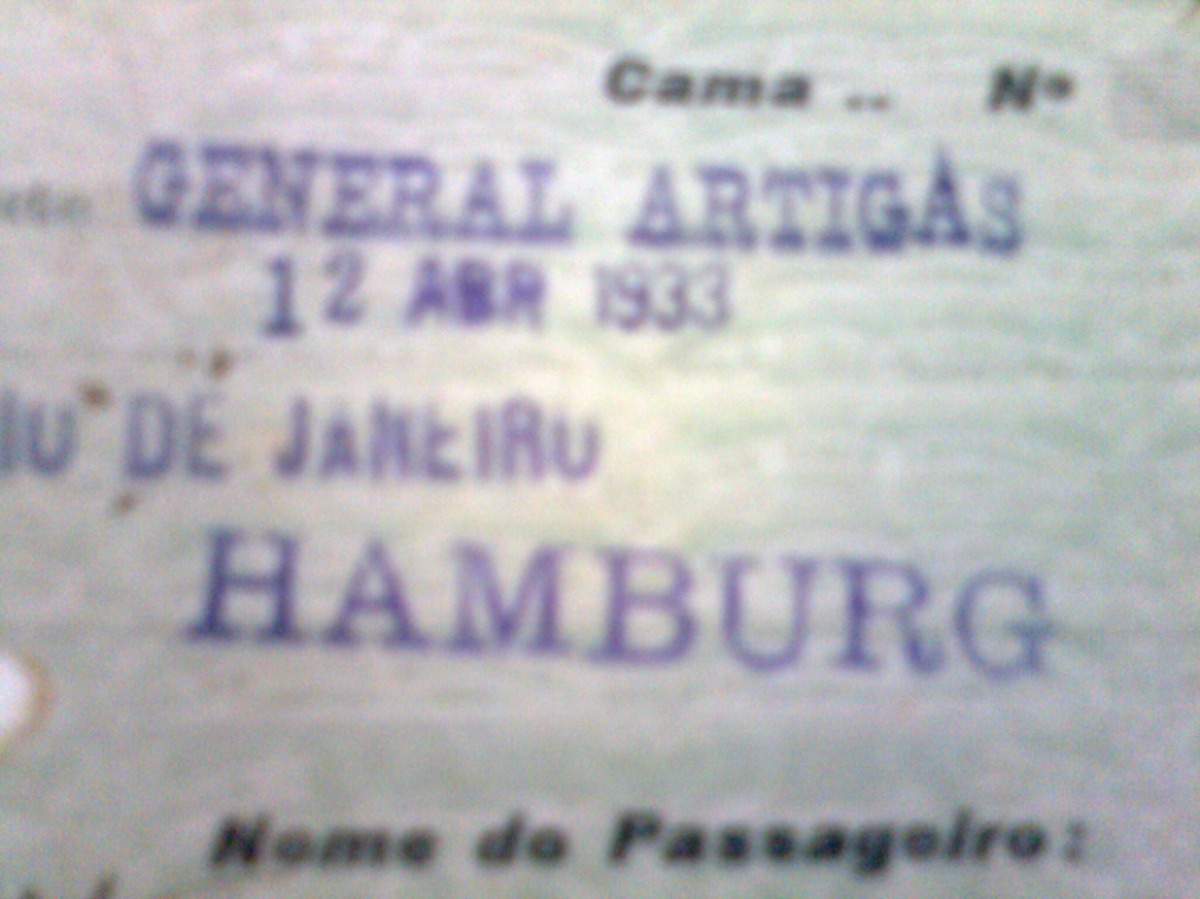 Cama .. Nº
GENERAL ARTIGAS
12 ABR 1933
DE JANEIRO
HAMBURG
Nome do Passageiro: